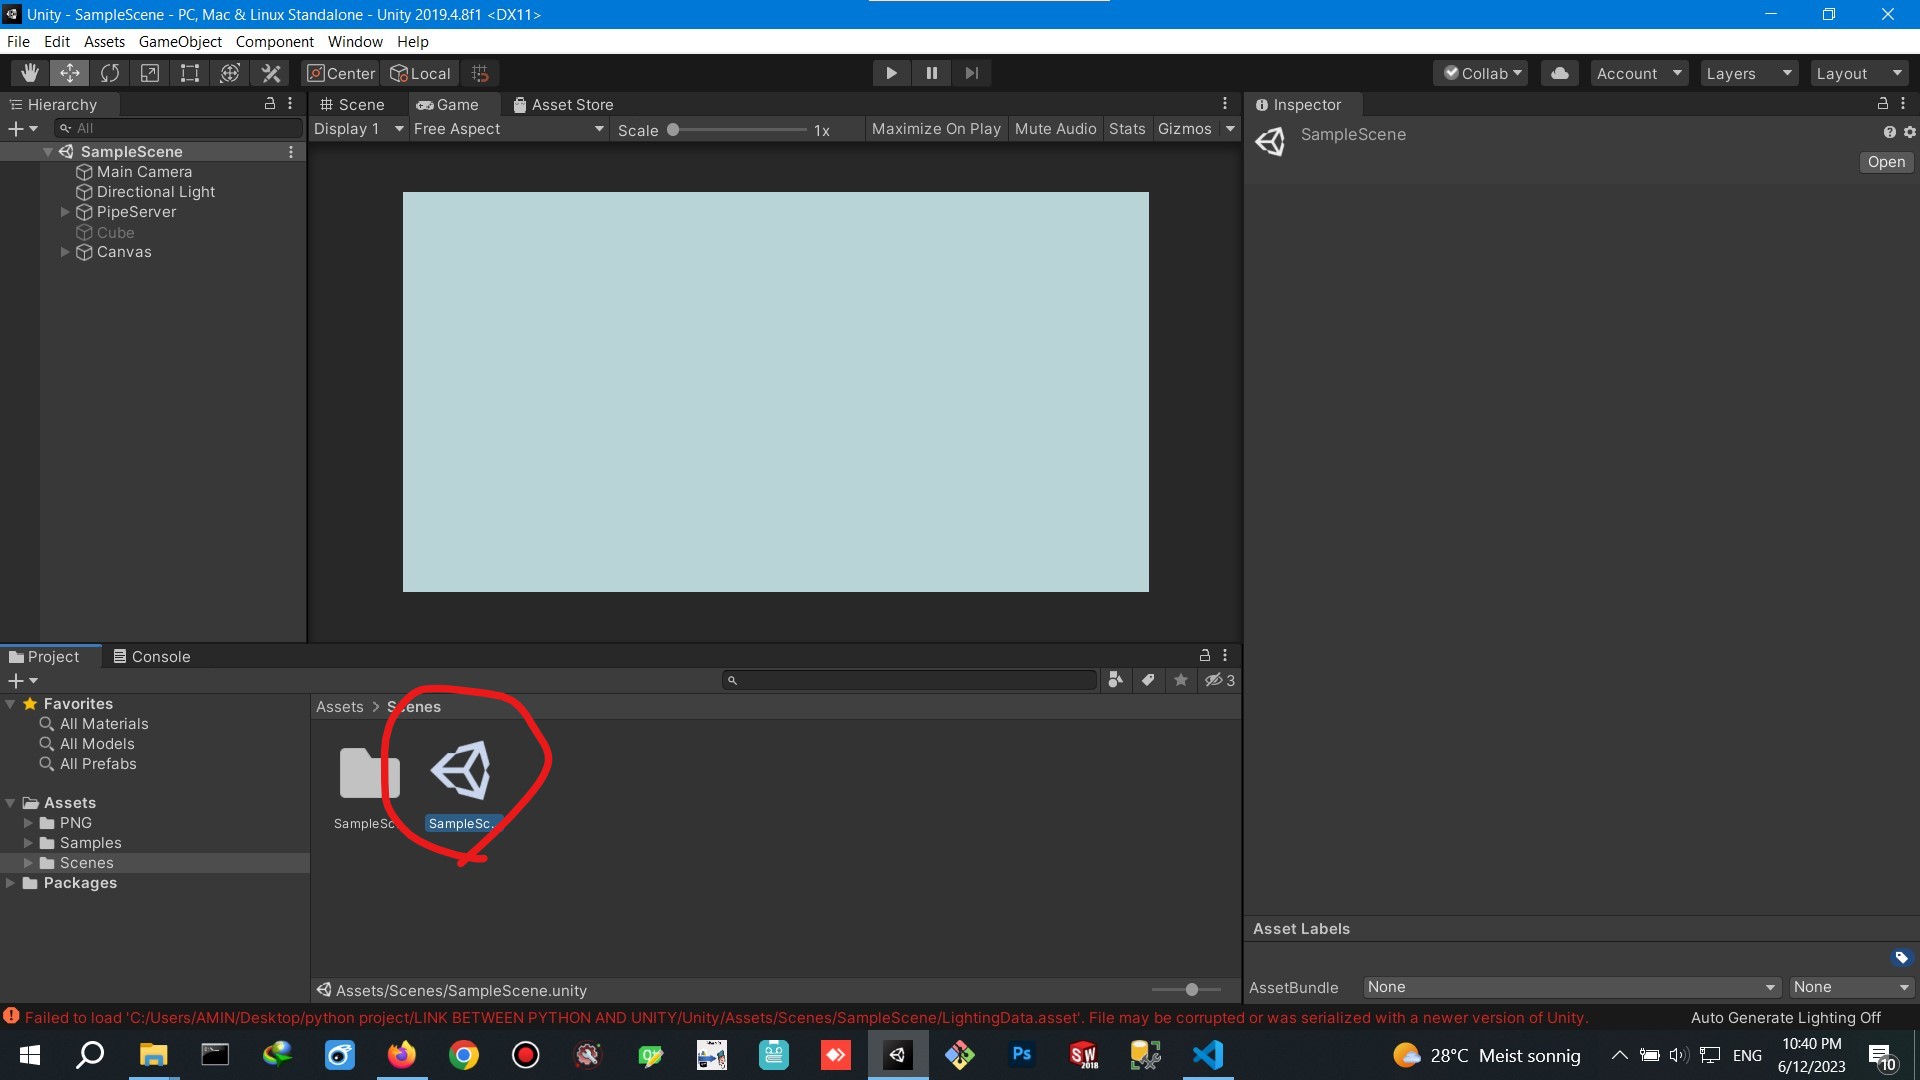 Unity - SampleScene - PC, Mac & Linux Standalone - Unity 2019.4.8f1 <DX11>
File Edit Assets GameObject Component Window Help
Center Local Collab Account Layers Layout
Hierarchy
All
SampleScene
Main Camera
Directional Light
PipeServer
Cube
Canvas
Scene Game Asset Store
Display 1 Free Aspect Scale 1x Maximize On Play Mute Audio Stats Gizmos
Inspector
SampleScene
Open
Project Console
3
Favorites
All Materials
All Models
All Prefabs
Assets
PNG
Samples
Scenes
Packages
Assets > Scenes
SampleSc...
SampleSc...
Assets/Scenes/SampleScene.unity
Asset Labels
AssetBundle None None
Failed to load 'C:/Users/AMIN/Desktop/python project/LINK BETWEEN PYTHON AND UNITY/Unity/Assets/Scenes/SampleScene/LightingData.asset'. File may be corrupted or was serialized with a newer version of Unity.
Auto Generate Lighting Off
Ps
SW
2018
28°C Meist sonnig
ENG
10:40 PM
6/12/2023
10